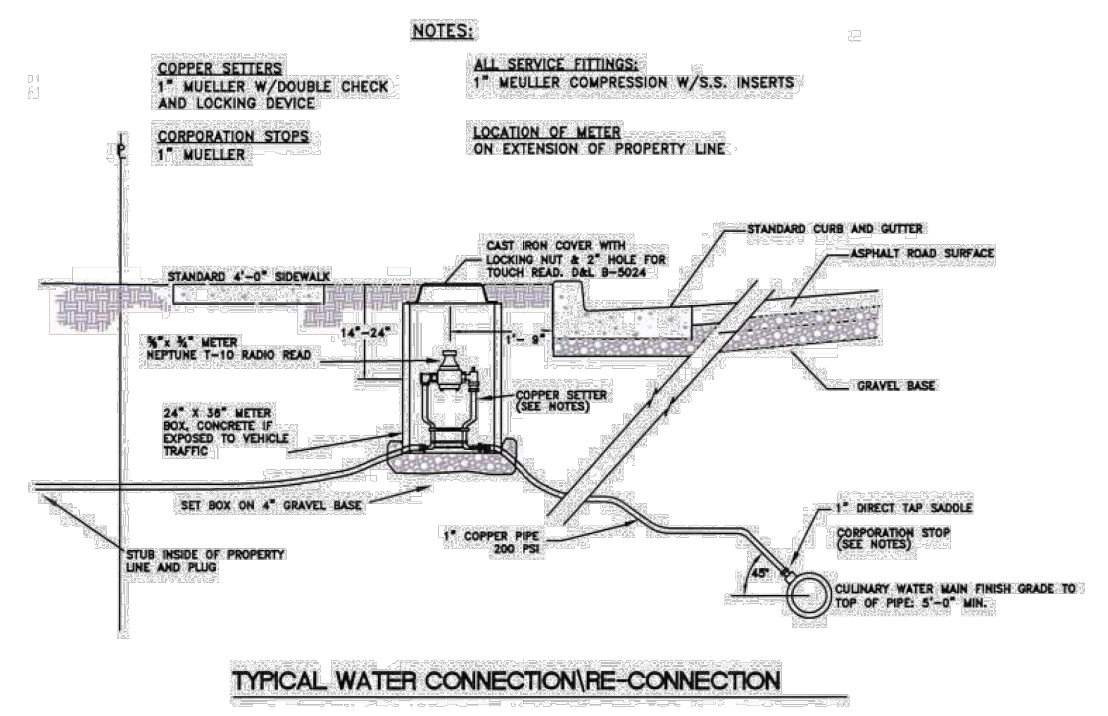 NOTES:
COPPER SETTERS
1" MUELLER W/DOUBLE CHECK
AND LOCKING DEVICE
CORPORATION STOPS
1" MUELLER
ALL SERVICE FITTINGS:
1" MEULLER COMPRESSION W/S.S. INSERTS
LOCATION OF METER
ON EXTENSION OF PROPERTY LINE
STANDARD 4'-0" SIDEWALK
CAST IRON COVER WITH
LOCKING NUT & 2" HOLE FOR
TOUCH READ. D&L B-5024
STANDARD CURB AND GUTTER
ASPHALT ROAD SURFACE
14"-24"
1'- 9"
⅝"x ¾" METER
NEPTUNE T-10 RADIO READ
GRAVEL BASE
COPPER SETTER
(SEE NOTES)
24" X 36" METER
BOX, CONCRETE IF
EXPOSED TO VEHICLE
TRAFFIC
SET BOX ON 4" GRAVEL BASE
1" COPPER PIPE
200 PSI
1" DIRECT TAP SADDLE
CORPORATION STOP
(SEE NOTES)
STUB INSIDE OF PROPERTY
LINE AND PLUG
45°
CULINARY WATER MAIN FINISH GRADE TO
TOP OF PIPE: 5'-0" MIN.
TYPICAL WATER CONNECTION\RE-CONNECTION